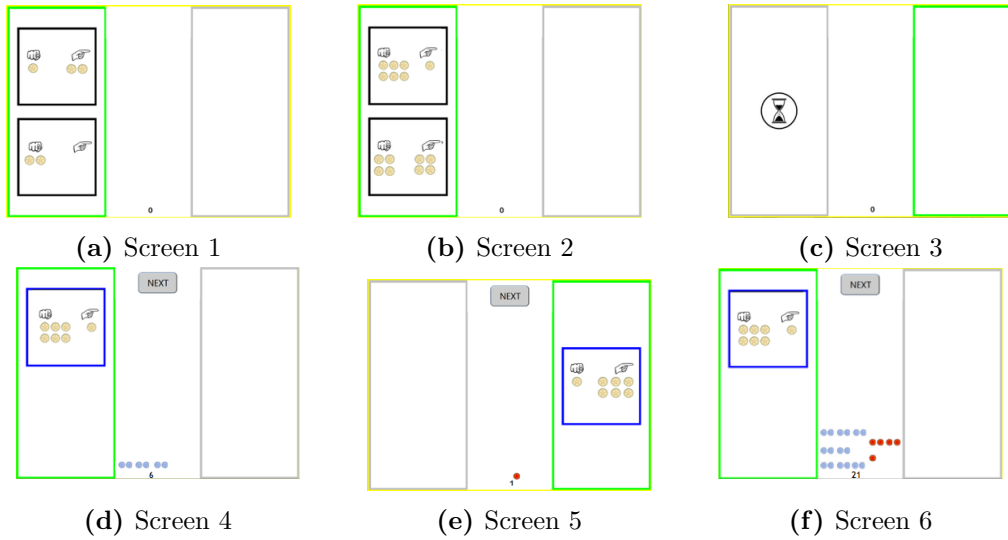 0
0
0
(a) Screen 1
(b) Screen 2
(c) Screen 3
NEXT
6
NEXT
1
NEXT
21
(d) Screen 4
(e) Screen 5
(f) Screen 6